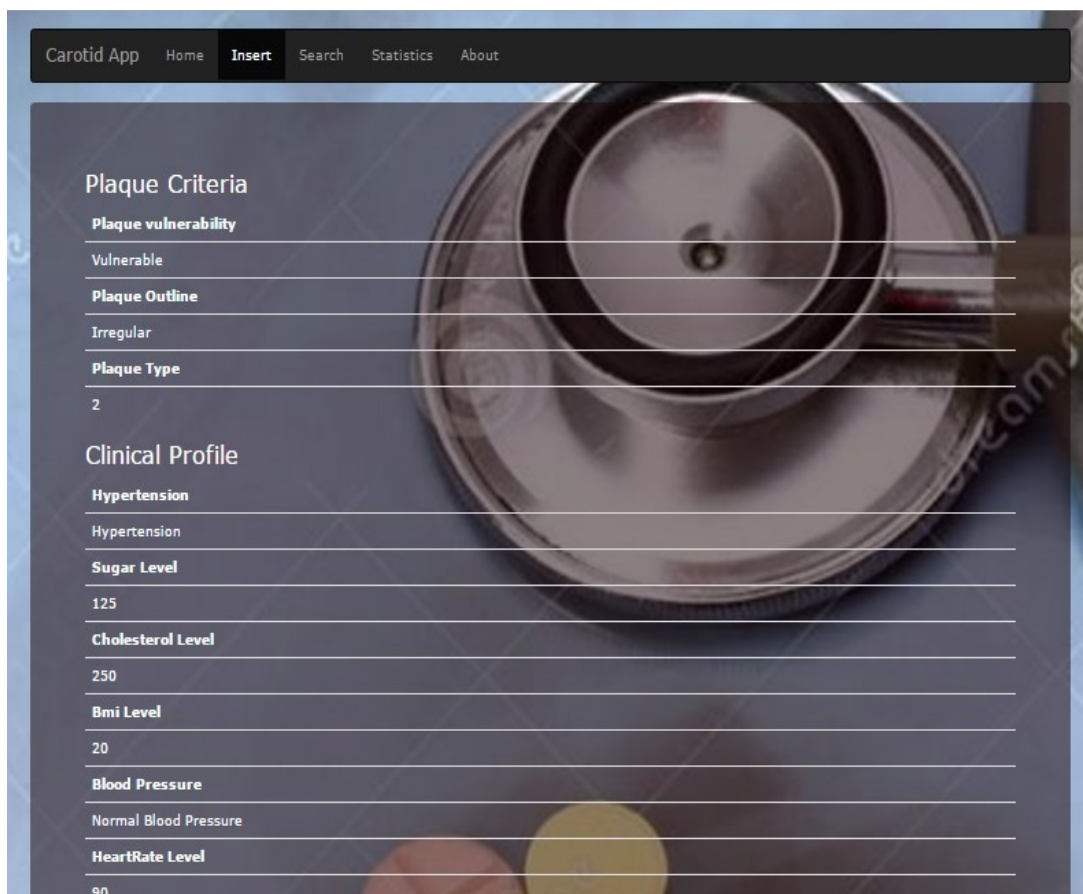 Carotid App Home Insert Search Statistics About
Plaque Criteria
Plaque vulnerability
Vulnerable
Plaque Outline
Irregular
Plaque Type
2
Clinical Profile
Hypertension
Hypertension
Sugar Level
125
Cholesterol Level
250
Bmi Level
20
Blood Pressure
Normal Blood Pressure
HeartRate Level
90